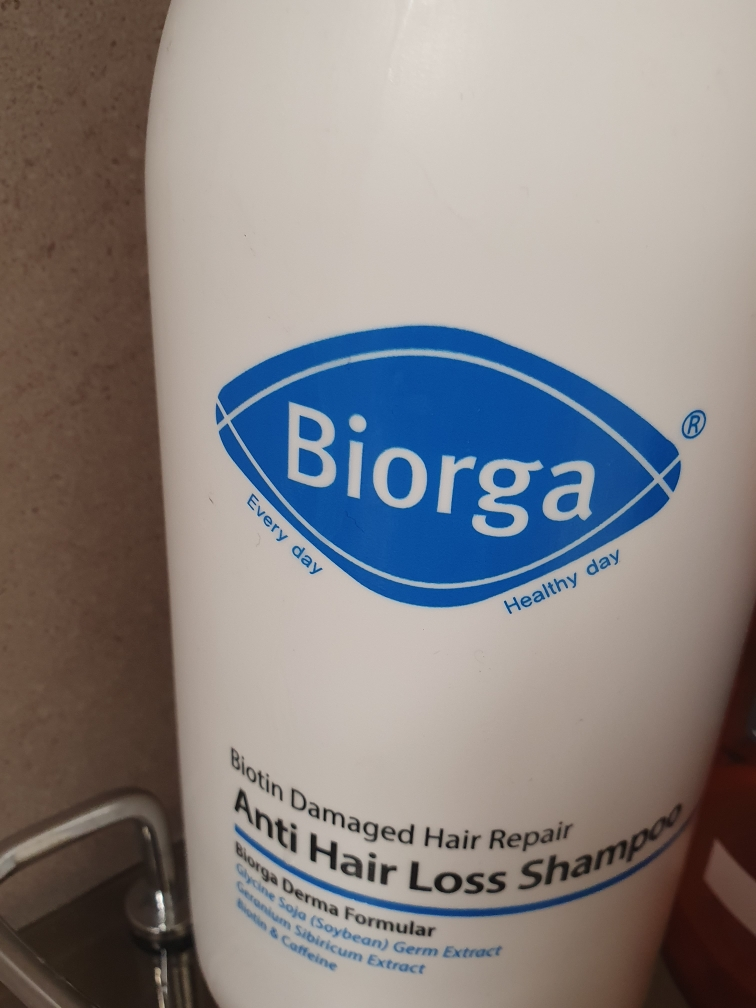 Biorga
®
Every day
Healthy day
Biotin Damaged Hair Repair
Anti Hair Loss Shampoo
Biorga Derma Formular
Glycine Soja (Soybean) Germ Extract
Geranium Sibiricum Extract
Biotin & Caffeine